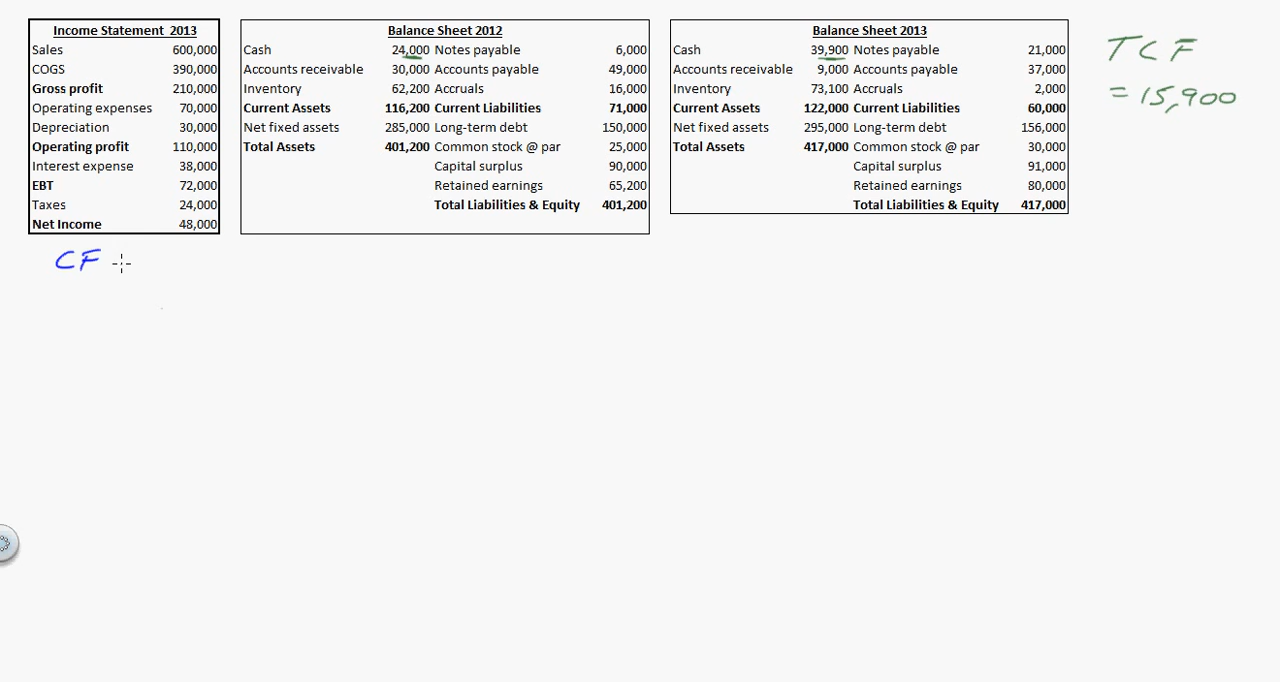 Income Statement 2013
Sales 600,000
COGS 390,000
Gross profit 210,000
Operating expenses 70,000
Depreciation 30,000
Operating profit 110,000
Interest expense 38,000
EBT 72,000
Taxes 24,000
Net Income 48,000
Balance Sheet 2012
Cash 24,000 Notes payable 6,000
Accounts receivable 30,000 Accounts payable 49,000
Inventory 62,200 Accruals 16,000
Current Assets 116,200 Current Liabilities 71,000
Net fixed assets 285,000 Long-term debt 150,000
Total Assets 401,200 Common stock @ par 25,000
Capital surplus 90,000
Retained earnings 65,200
Total Liabilities & Equity 401,200
Balance Sheet 2013
Cash 39,900 Notes payable 21,000
Accounts receivable 9,000 Accounts payable 37,000
Inventory 73,100 Accruals 2,000
Current Assets 122,000 Current Liabilities 60,000
Net fixed assets 295,000 Long-term debt 156,000
Total Assets 417,000 Common stock @ par 30,000
Capital surplus 91,000
Retained earnings 80,000
Total Liabilities & Equity 417,000
TCF
= 15,900
CF